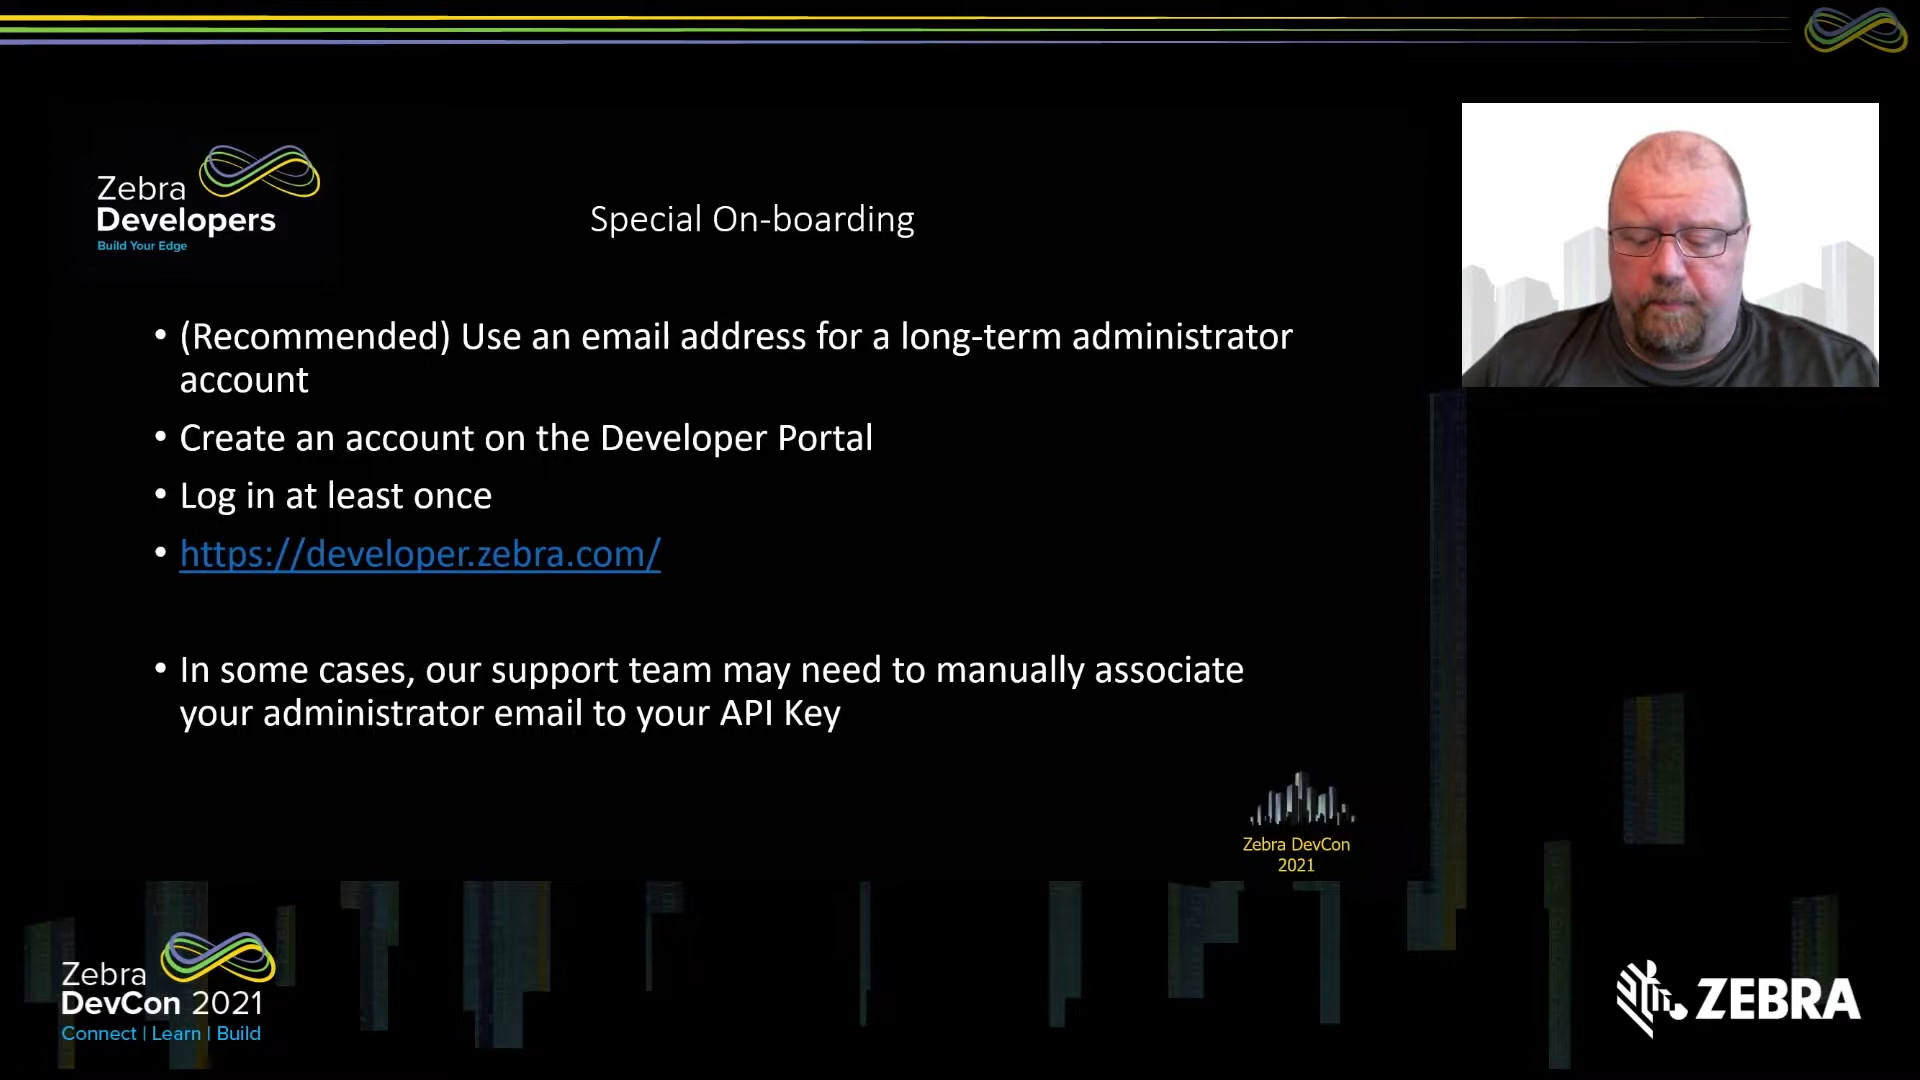 Zebra
Developers
Build Your Edge
Special On-boarding
• (Recommended) Use an email address for a long-term administrator
account
• Create an account on the Developer Portal
• Log in at least once
• https://developer.zebra.com/
• In some cases, our support team may need to manually associate
your administrator email to your API Key
Zebra DevCon
2021
Zebra
DevCon 2021
Connect | Learn | Build
ZEBRA